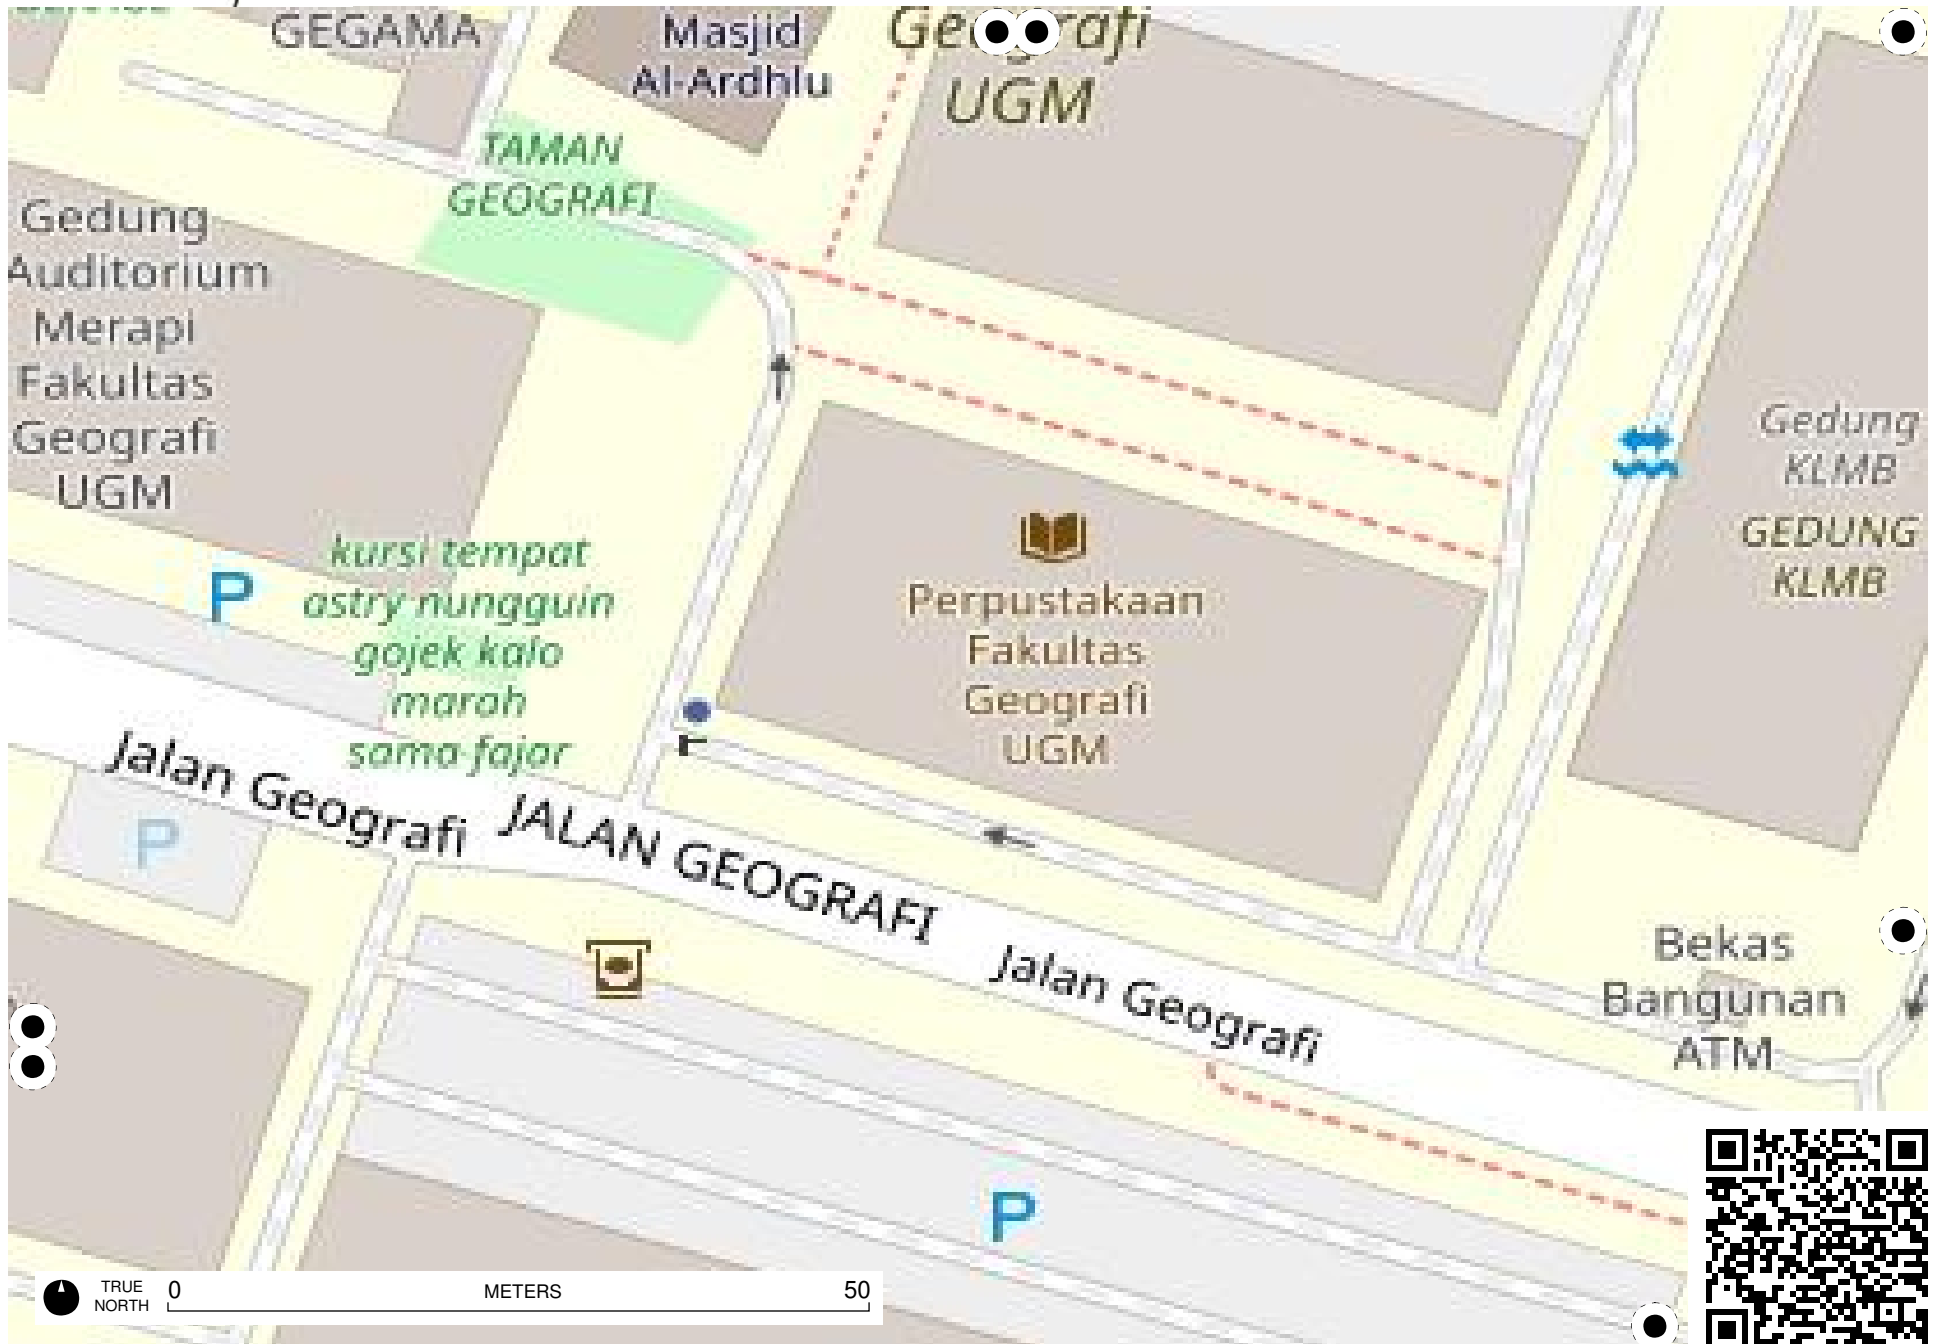 GEGAMA
Masjid
Al-Ardhlu
UGM
TAMAN
GEOGRAFI
Gedung
Auditorium
Merapi
Fakultas
Geografi
UGM
Gedung
KLMB
GEDUNG
KLMB
P
kursi tempat
astry nungguin
gojek kalo
marah
sama fajar
Perpustakaan
Fakultas
Geografi
UGM
Jalan Geografi
JALAN GEOGRAFI
Jalan Geografi
P
Bekas
Bangunan
ATM
P
TRUE
NORTH
0 METERS 50